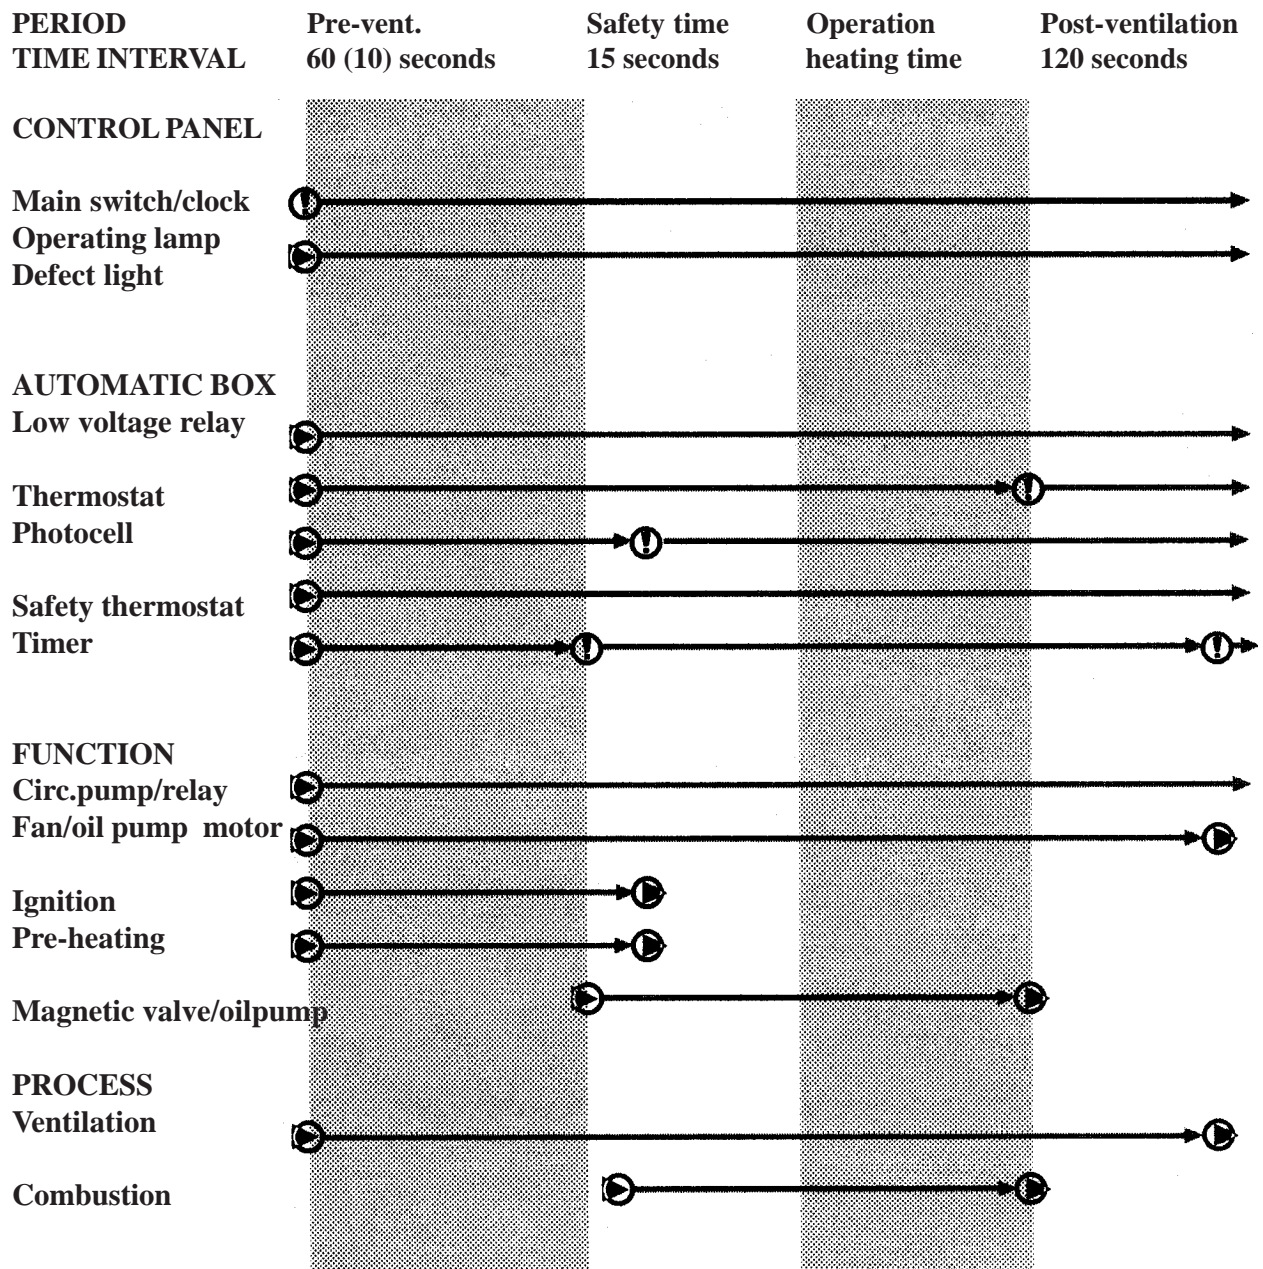 PERIOD Pre-vent. Safety time Operation Post-ventilation
TIME INTERVAL 60 (10) seconds 15 seconds heating time 120 seconds
CONTROL PANEL
Main switch/clock
Operating lamp
Defect light
AUTOMATIC BOX
Low voltage relay
Thermostat
Photocell
Safety thermostat
Timer
FUNCTION
Circ.pump/relay
Fan/oil pump motor
Ignition
Pre-heating
Magnetic valve/oilpump
PROCESS
Ventilation
Combustion